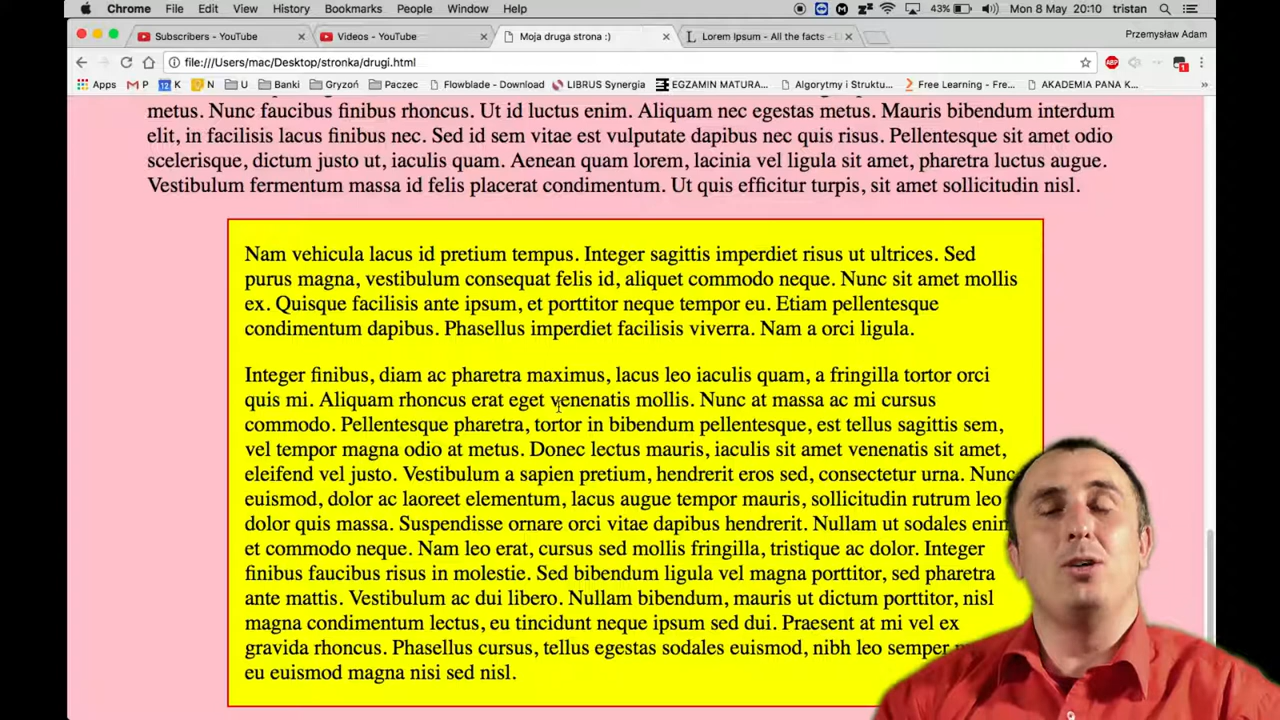 Chrome File Edit View History Bookmarks People Window Help 43% Mon 8 May 20:10 tristan
Subscribers - YouTube Videos - YouTube Moja druga strona :) Lorem Ipsum - All the facts - Przemysław Adam
file:///Users/mac/Desktop/stronka/drugi.html
Apps P K N Banki Gryzoń Paczec Flowblade - Download LIBRUS Synergia EGZAMIN MATURA... Algorytmy i Struktu... Free Learning - Free... AKADEMIA PANA K...
metus. Nunc faucibus finibus rhoncus. Ut id luctus enim. Aliquam nec egestas metus. Mauris bibendum interdum
elit, in facilisis lacus finibus nec. Sed id sem vitae est vulputate dapibus nec quis risus. Pellentesque sit amet odio
scelerisque, dictum justo ut, iaculis quam. Aenean quam lorem, lacinia vel ligula sit amet, pharetra luctus augue.
Vestibulum fermentum massa id felis placerat condimentum. Ut quis efficitur turpis, sit amet sollicitudin nisl.
Nam vehicula lacus id pretium tempus. Integer sagittis imperdiet risus ut ultrices. Sed
purus magna, vestibulum consequat felis id, aliquet commodo neque. Nunc sit amet mollis
ex. Quisque facilisis ante ipsum, et porttitor neque tempor eu. Etiam pellentesque
condimentum dapibus. Phasellus imperdiet facilisis viverra. Nam a orci ligula.
Integer finibus, diam ac pharetra maximus, lacus leo iaculis quam, a fringilla tortor orci
quis mi. Aliquam rhoncus erat eget venenatis mollis. Nunc at massa ac mi cursus
commodo. Pellentesque pharetra, tortor in bibendum pellentesque, est tellus sagittis sem,
vel tempor magna odio at metus. Donec lectus mauris, iaculis sit amet venenatis sit amet,
eleifend vel justo. Vestibulum a sapien pretium, hendrerit eros sed, consectetur urna. Nunc
euismod, dolor ac laoreet elementum, lacus augue tempor mauris, sollicitudin rutrum leo
dolor quis massa. Suspendisse ornare orci vitae dapibus hendrerit. Nullam ut sodales enim
et commodo neque. Nam leo erat, cursus sed mollis fringilla, tristique ac dolor. Integer
finibus faucibus risus in molestie. Sed bibendum ligula vel magna porttitor, sed pharetra
ante mattis. Vestibulum ac dui libero. Nullam bibendum, mauris ut dictum porttitor, nisl
magna condimentum lectus, eu tincidunt neque ipsum sed dui. Praesent at mi vel ex
gravida rhoncus. Phasellus cursus, tellus egestas sodales euismod, nibh leo semper
eu euismod magna nisi sed nisl.